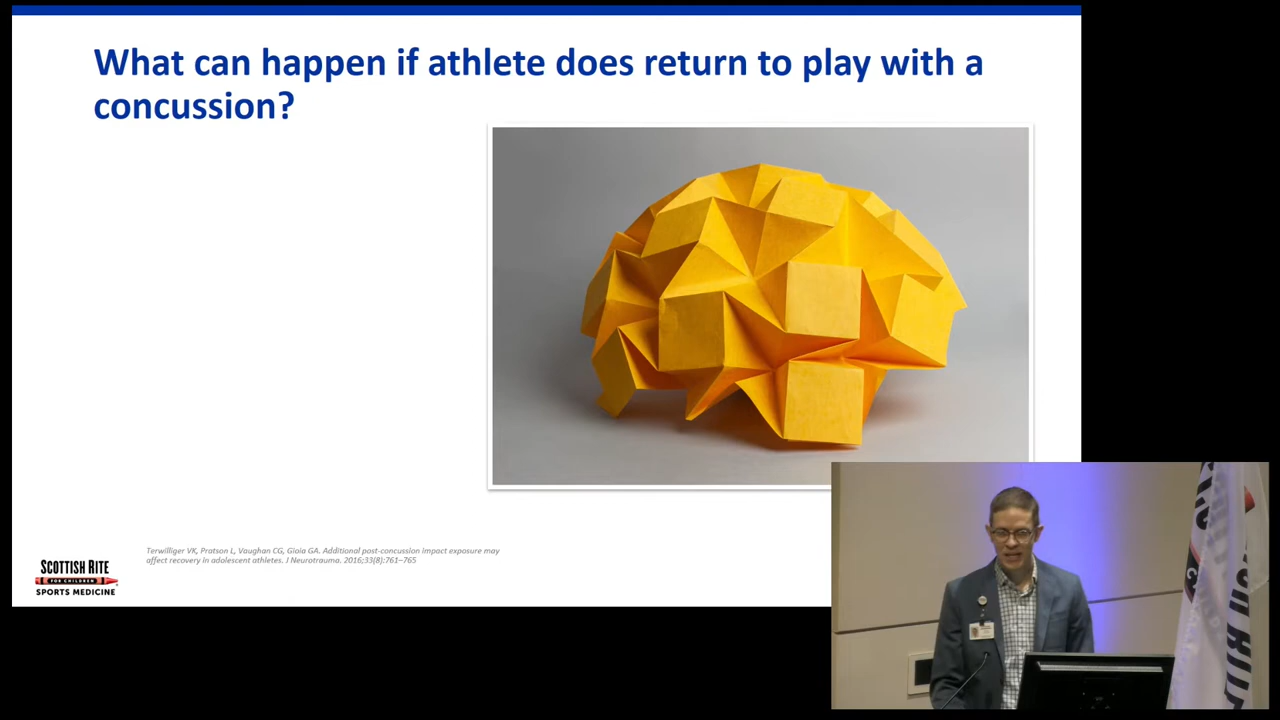 What can happen if athlete does return to play with a
concussion?
Terwilliger VK, Pratson L, Vaughan CG, Gioia GA. Additional post-concussion impact exposure may
affect recovery in adolescent athletes. J Neurotrauma. 2016;33(8):761–765
SCOTTISH RITE
FOR CHILDREN
SPORTS MEDICINE